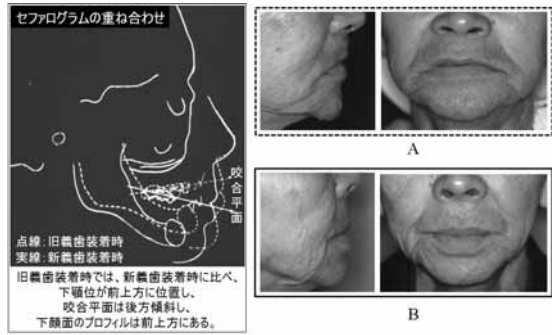 セファログラムの重ね合わせ
咬合平面
点線:旧義歯装着時
実線:新義歯装着時
旧義歯装着時では、新義歯装着時に比べ、
下顎位が前上方に位置し、
咬合平面は後方傾斜し、
下顔面のプロフィルは前上方にある。
A
B